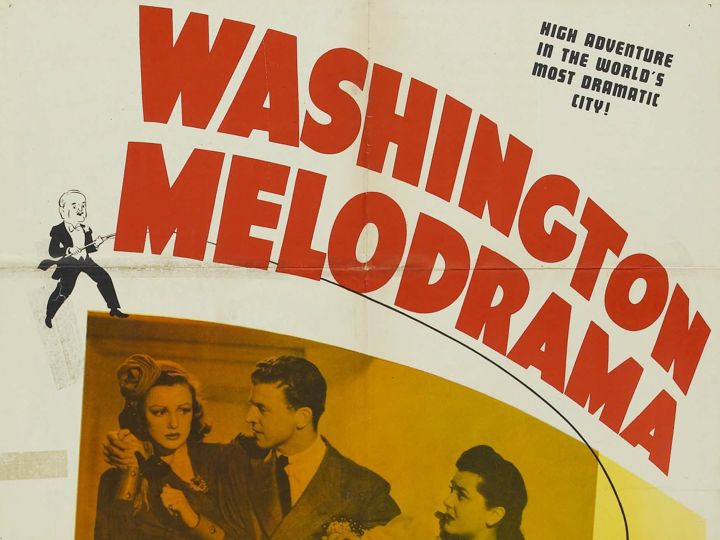 WASHINGTON
MELODRAMA
HIGH ADVENTURE
IN THE WORLD'S
MOST DRAMATIC
CITY!